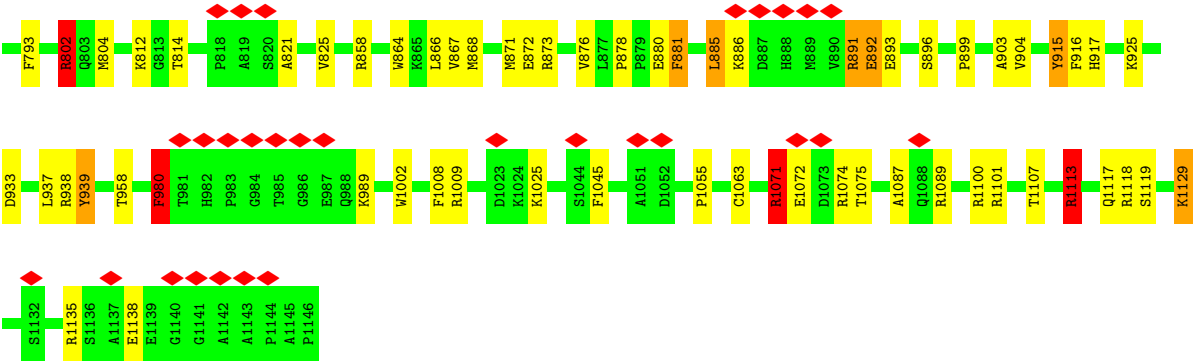 F793 R802 Q803 M804 K812 G813 T814 P818 A819 S820 A821 V825 R858 W864 K865 L866 V867 M868 M871 E872 R873 V876 L877 P878 P879 E880 F881 L885 K886 D887 H888 M889 V890 R891 E892 E893 S896 P899 A903 V904 Y915 F916 H917 K925
D933 L937 R938 Y939 T958 F980 T981 H982 P983 G984 T985 G986 E987 Q988 K989 W1002 F1008 R1009 D1023 K1024 K1025 S1044 F1045 A1051 D1052 P1055 C1063 R1071 E1072 D1073 R1074 T1075 A1087 Q1088 R1089 R1100 R1101 T1107 R1113 Q1117 R1118 S1119 K1129
S1132 R1135 S1136 A1137 E1138 E1139 G1140 G1141 A1142 A1143 P1144 A1145 P1146